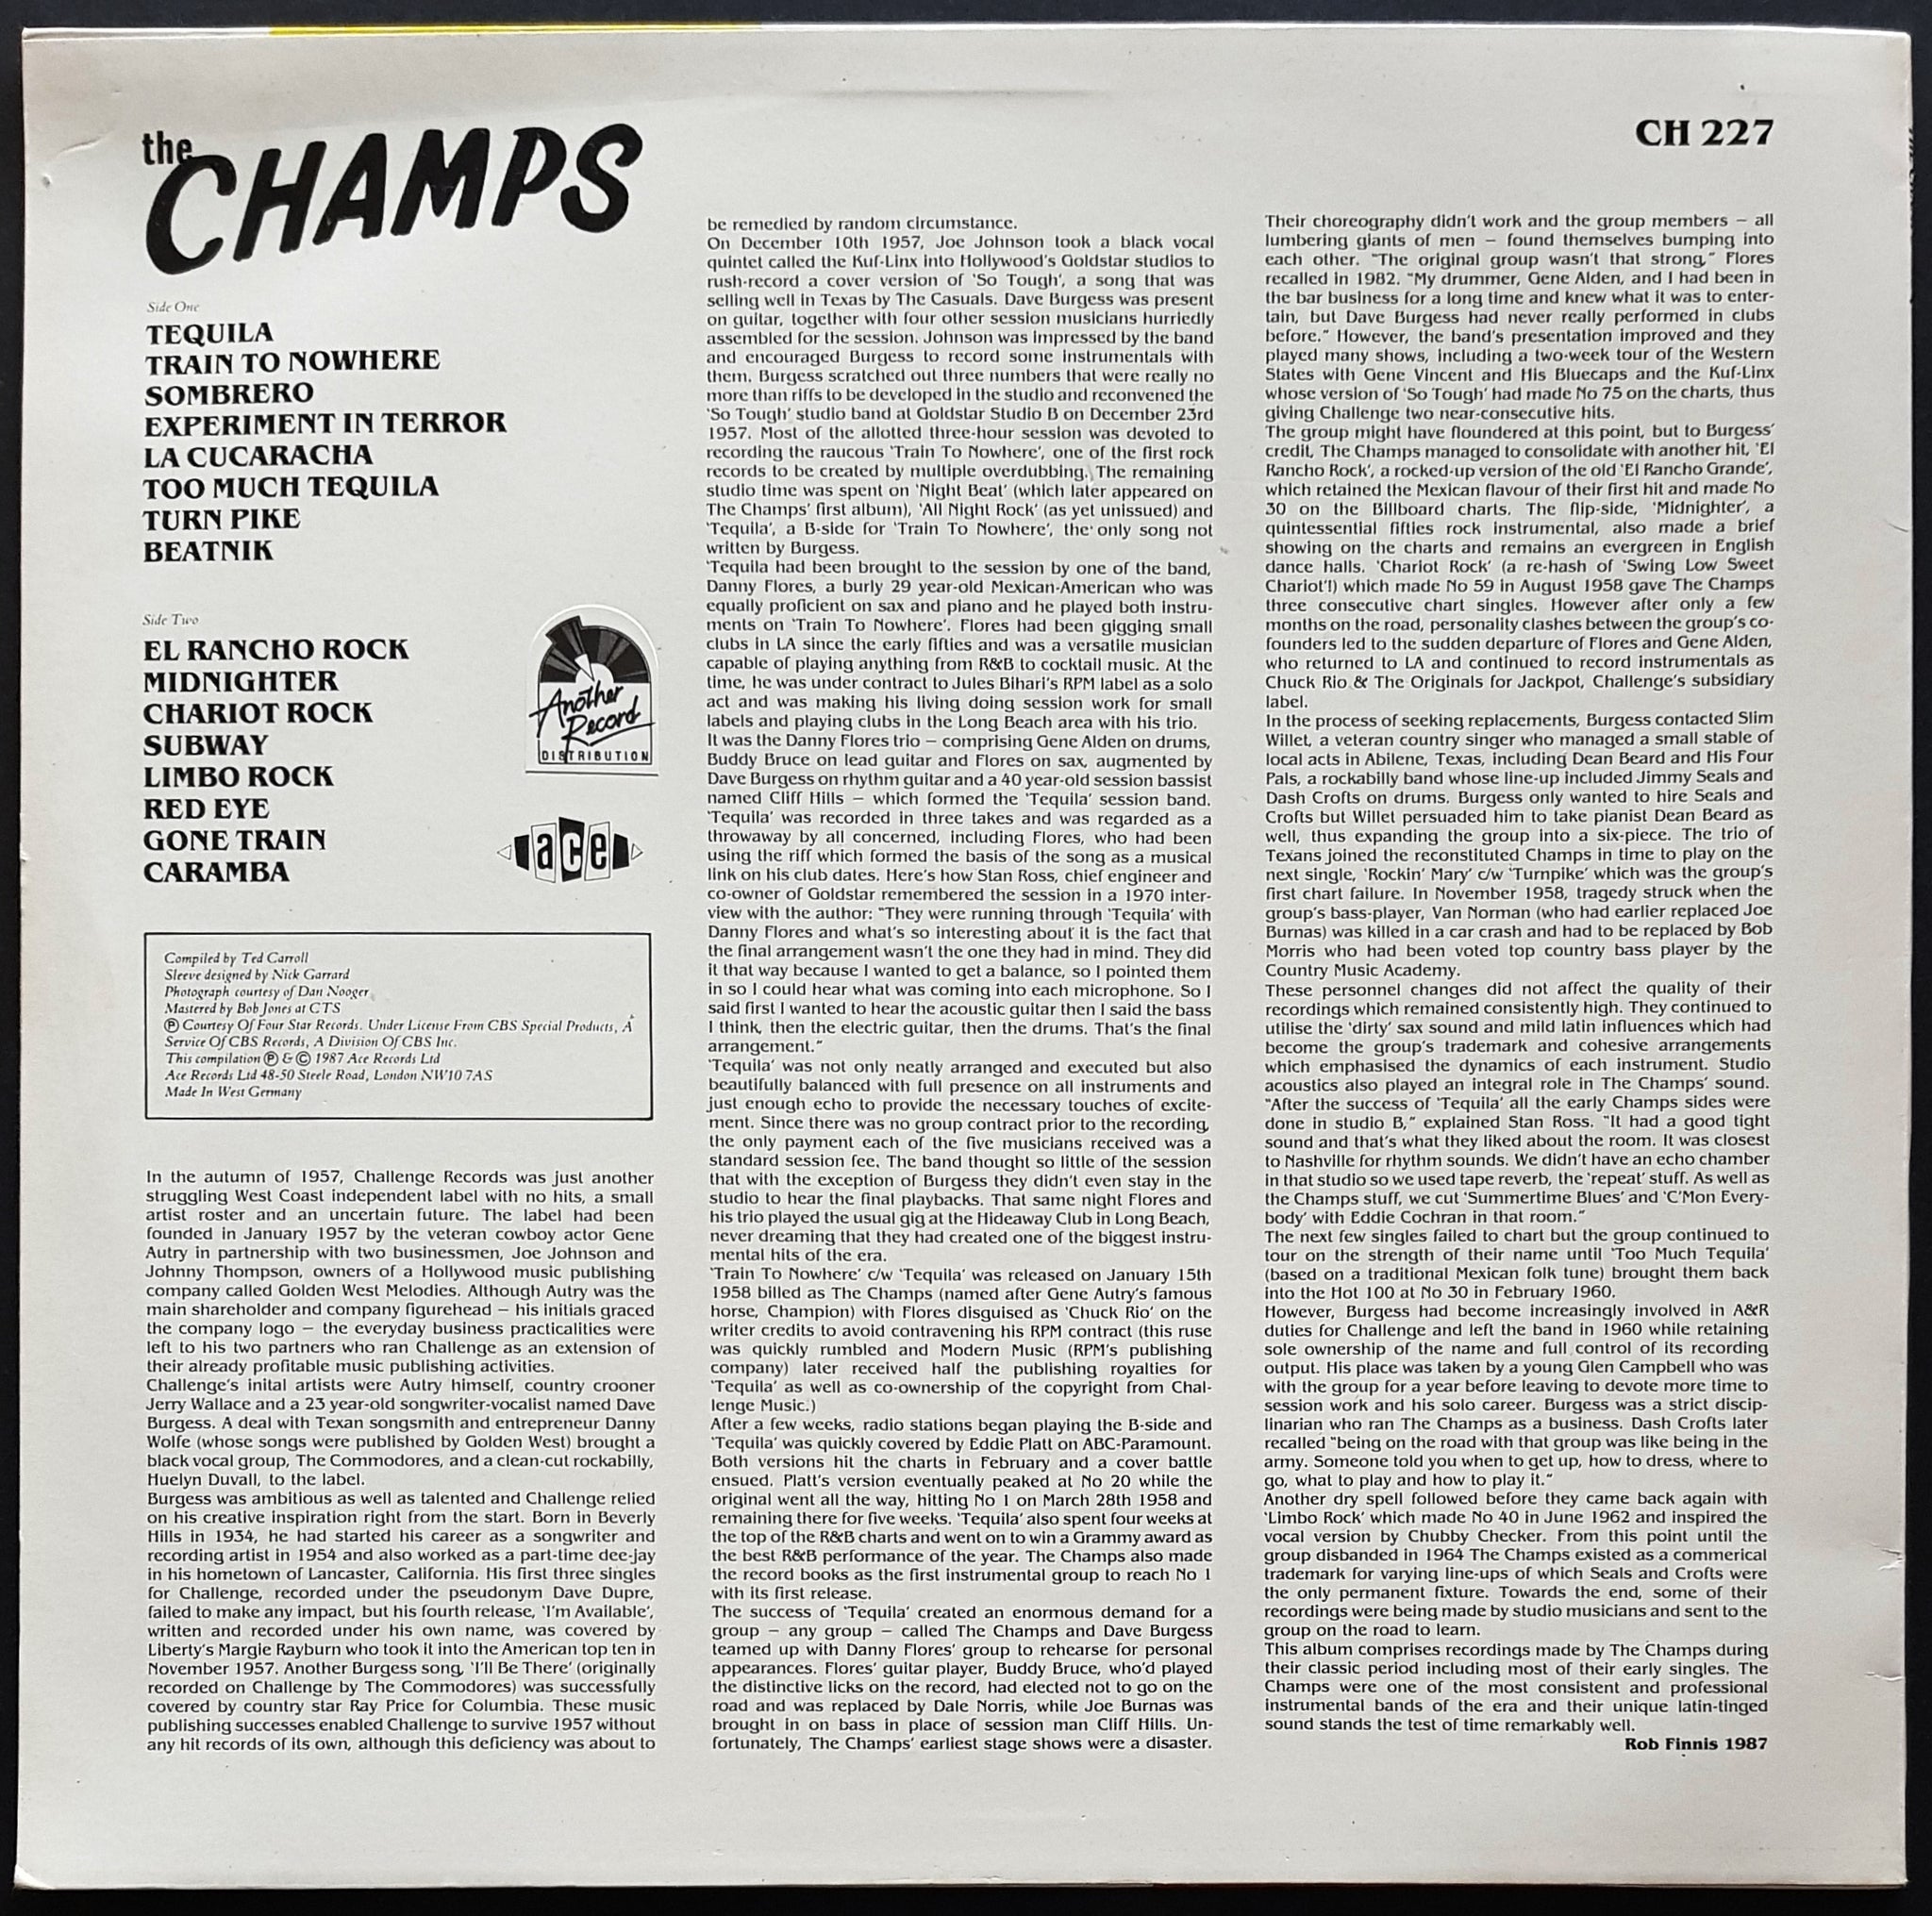 the
CHAMPS
CH 227
Side One
TEQUILA
TRAIN TO NOWHERE
SOMBRERO
EXPERIMENT IN TERROR
LA CUCARACHA
TOO MUCH TEQUILA
TURN PIKE
BEATNIK
Side Two
EL RANCHO ROCK
MIDNIGHTER
CHARIOT ROCK
SUBWAY
LIMBO ROCK
RED EYE
GONE TRAIN
CARAMBA
Another
Record
DISTRIBUTION
ace
Compiled by Ted Carroll
Sleeve designed by Nick Garrard
Photograph courtesy of Dan Nooger
Mastered by Bob Jones at CTS
Ⓟ Courtesy Of Four Star Records. Under License From CBS Special Products, A
Service Of CBS Records, A Division Of CBS Inc.
This compilation Ⓟ & © 1987 Ace Records Ltd
Ace Records Ltd 48-50 Steele Road, London NW10 7AS
Made In West Germany
In the autumn of 1957, Challenge Records was just another
struggling West Coast independent label with no hits, a small
artist roster and an uncertain future. The label had been
founded in January 1957 by the veteran cowboy actor Gene
Autry in partnership with two businessmen, Joe Johnson and
Johnny Thompson, owners of a Hollywood music publishing
company called Golden West Melodies. Although Autry was the
main shareholder and company figurehead – his initials graced
the company logo – the everyday business practicalities were
left to his two partners who ran Challenge as an extension of
their already profitable music publishing activities.
Challenge's inital artists were Autry himself, country crooner
Jerry Wallace and a 23 year-old songwriter-vocalist named Dave
Burgess. A deal with Texan songsmith and entrepreneur Danny
Wolfe (whose songs were published by Golden West) brought a
black vocal group, The Commodores, and a clean-cut rockabilly,
Huelyn Duvall, to the label.
Burgess was ambitious as well as talented and Challenge relied
on his creative inspiration right from the start. Born in Beverly
Hills in 1934, he had started his career as a songwriter and
recording artist in 1954 and also worked as a part-time dee-jay
in his hometown of Lancaster, California. His first three singles
for Challenge, recorded under the pseudonym Dave Dupre,
failed to make any impact, but his fourth release, 'I'm Available',
written and recorded under his own name, was covered by
Liberty's Margie Rayburn who took it into the American top ten in
November 1957. Another Burgess song, 'I'll Be There' (originally
recorded on Challenge by The Commodores) was successfully
covered by country star Ray Price for Columbia. These music
publishing successes enabled Challenge to survive 1957 without
any hit records of its own, although this deficiency was about to
be remedied by random circumstance.
On December 10th 1957, Joe Johnson took a black vocal
quintet called the Kuf-Linx into Hollywood's Goldstar studios to
rush-record a cover version of 'So Tough', a song that was
selling well in Texas by The Casuals. Dave Burgess was present
on guitar, together with four other session musicians hurriedly
assembled for the session. Johnson was impressed by the band
and encouraged Burgess to record some instrumentals with
them. Burgess scratched out three numbers that were really no
more than riffs to be developed in the studio and reconvened the
'So Tough' studio band at Goldstar Studio B on December 23rd
1957. Most of the allotted three-hour session was devoted to
recording the raucous 'Train To Nowhere', one of the first rock
records to be created by multiple overdubbing. The remaining
studio time was spent on 'Night Beat' (which later appeared on
The Champs' first album), 'All Night Rock' (as yet unissued) and
'Tequila', a B-side for 'Train To Nowhere', the only song not
written by Burgess.
'Tequila had been brought to the session by one of the band,
Danny Flores, a burly 29 year-old Mexican-American who was
equally proficient on sax and piano and he played both instru-
ments on 'Train To Nowhere'. Flores had been gigging small
clubs in LA since the early fifties and was a versatile musician
capable of playing anything from R&B to cocktail music. At the
time, he was under contract to Jules Bihari's RPM label as a solo
act and was making his living doing session work for small
labels and playing clubs in the Long Beach area with his trio.
It was the Danny Flores trio – comprising Gene Alden on drums,
Buddy Bruce on lead guitar and Flores on sax, augmented by
Dave Burgess on rhythm guitar and a 40 year-old session bassist
named Cliff Hills – which formed the 'Tequila' session band.
'Tequila' was recorded in three takes and was regarded as a
throwaway by all concerned, including Flores, who had been
using the riff which formed the basis of the song as a musical
link on his club dates. Here's how Stan Ross, chief engineer and
co-owner of Goldstar remembered the session in a 1970 inter-
view with the author: "They were running through 'Tequila' with
Danny Flores and what's so interesting about it is the fact that
the final arrangement wasn't the one they had in mind. They did
it that way because I wanted to get a balance, so I pointed them
in so I could hear what was coming into each microphone. So I
said first I wanted to hear the acoustic guitar then I said the bass
I think, then the electric guitar, then the drums. That's the final
arrangement."
'Tequila' was not only neatly arranged and executed but also
beautifully balanced with full presence on all instruments and
just enough echo to provide the necessary touches of excite-
ment. Since there was no group contract prior to the recording,
the only payment each of the five musicians received was a
standard session fee. The band thought so little of the session
that with the exception of Burgess they didn't even stay in the
studio to hear the final playbacks. That same night Flores and
his trio played the usual gig at the Hideaway Club in Long Beach,
never dreaming that they had created one of the biggest instru-
mental hits of the era.
'Train To Nowhere' c/w 'Tequila' was released on January 15th
1958 billed as The Champs (named after Gene Autry's famous
horse, Champion) with Flores disguised as 'Chuck Rio' on the
writer credits to avoid contravening his RPM contract (this ruse
was quickly rumbled and Modern Music (RPM's publishing
company) later received half the publishing royalties for
'Tequila' as well as co-ownership of the copyright from Chal-
lenge Music.)
After a few weeks, radio stations began playing the B-side and
'Tequila' was quickly covered by Eddie Platt on ABC-Paramount.
Both versions hit the charts in February and a cover battle
ensued. Platt's version eventually peaked at No 20 while the
original went all the way, hitting No 1 on March 28th 1958 and
remaining there for five weeks. 'Tequila' also spent four weeks at
the top of the R&B charts and went on to win a Grammy award as
the best R&B performance of the year. The Champs also made
the record books as the first instrumental group to reach No 1
with its first release.
The success of 'Tequila' created an enormous demand for a
group – any group – called The Champs and Dave Burgess
teamed up with Danny Flores' group to rehearse for personal
appearances. Flores' guitar player, Buddy Bruce, who'd played
the distinctive licks on the record, had elected not to go on the
road and was replaced by Dale Norris, while Joe Burnas was
brought in on bass in place of session man Cliff Hills. Un-
fortunately, The Champs' earliest stage shows were a disaster.
Their choreography didn't work and the group members – all
lumbering giants of men – found themselves bumping into
each other. "The original group wasn't that strong," Flores
recalled in 1982. "My drummer, Gene Alden, and I had been in
the bar business for a long time and knew what it was to enter-
tain, but Dave Burgess had never really performed in clubs
before." However, the band's presentation improved and they
played many shows, including a two-week tour of the Western
States with Gene Vincent and His Bluecaps and the Kuf-Linx
whose version of 'So Tough' had made No 75 on the charts, thus
giving Challenge two near-consecutive hits.
The group might have floundered at this point, but to Burgess'
credit, The Champs managed to consolidate with another hit, 'El
Rancho Rock', a rocked-up version of the old 'El Rancho Grande',
which retained the Mexican flavour of their first hit and made No
30 on the Billboard charts. The flip-side, 'Midnighter', a
quintessential fifties rock instrumental, also made a brief
showing on the charts and remains an evergreen in English
dance halls. 'Chariot Rock' (a re-hash of 'Swing Low Sweet
Chariot'!) which made No 59 in August 1958 gave The Champs
three consecutive chart singles. However after only a few
months on the road, personality clashes between the group's co-
founders led to the sudden departure of Flores and Gene Alden,
who returned to LA and continued to record instrumentals as
Chuck Rio & The Originals for Jackpot, Challenge's subsidiary
label.
In the process of seeking replacements, Burgess contacted Slim
Willet, a veteran country singer who managed a small stable of
local acts in Abilene, Texas, including Dean Beard and His Four
Pals, a rockabilly band whose line-up included Jimmy Seals and
Dash Crofts on drums. Burgess only wanted to hire Seals and
Crofts but Willet persuaded him to take pianist Dean Beard as
well, thus expanding the group into a six-piece. The trio of
Texans joined the reconstituted Champs in time to play on the
next single, 'Rockin' Mary' c/w 'Turnpike' which was the group's
first chart failure. In November 1958, tragedy struck when the
group's bass-player, Van Norman (who had earlier replaced Joe
Burnas) was killed in a car crash and had to be replaced by Bob
Morris who had been voted top country bass player by the
Country Music Academy.
These personnel changes did not affect the quality of their
recordings which remained consistently high. They continued to
utilise the 'dirty' sax sound and mild latin influences which had
become the group's trademark and cohesive arrangements
which emphasised the dynamics of each instrument. Studio
acoustics also played an integral role in The Champs' sound.
"After the success of 'Tequila' all the early Champs sides were
done in studio B," explained Stan Ross. "It had a good tight
sound and that's what they liked about the room. It was closest
to Nashville for rhythm sounds. We didn't have an echo chamber
in that studio so we used tape reverb, the 'repeat' stuff. As well as
the Champs stuff, we cut 'Summertime Blues' and 'C'Mon Every-
body' with Eddie Cochran in that room."
The next few singles failed to chart but the group continued to
tour on the strength of their name until 'Too Much Tequila'
(based on a traditional Mexican folk tune) brought them back
into the Hot 100 at No 30 in February 1960.
However, Burgess had become increasingly involved in A&R
duties for Challenge and left the band in 1960 while retaining
sole ownership of the name and full control of its recording
output. His place was taken by a young Glen Campbell who was
with the group for a year before leaving to devote more time to
session work and his solo career. Burgess was a strict discip-
linarian who ran The Champs as a business. Dash Crofts later
recalled "being on the road with that group was like being in the
army. Someone told you when to get up, how to dress, where to
go, what to play and how to play it."
Another dry spell followed before they came back again with
'Limbo Rock' which made No 40 in June 1962 and inspired the
vocal version by Chubby Checker. From this point until the
group disbanded in 1964 The Champs existed as a commerical
trademark for varying line-ups of which Seals and Crofts were
the only permanent fixture. Towards the end, some of their
recordings were being made by studio musicians and sent to the
group on the road to learn.
This album comprises recordings made by The Champs during
their classic period including most of their early singles. The
Champs were one of the most consistent and professional
instrumental bands of the era and their unique latin-tinged
sound stands the test of time remarkably well.
Rob Finnis 1987